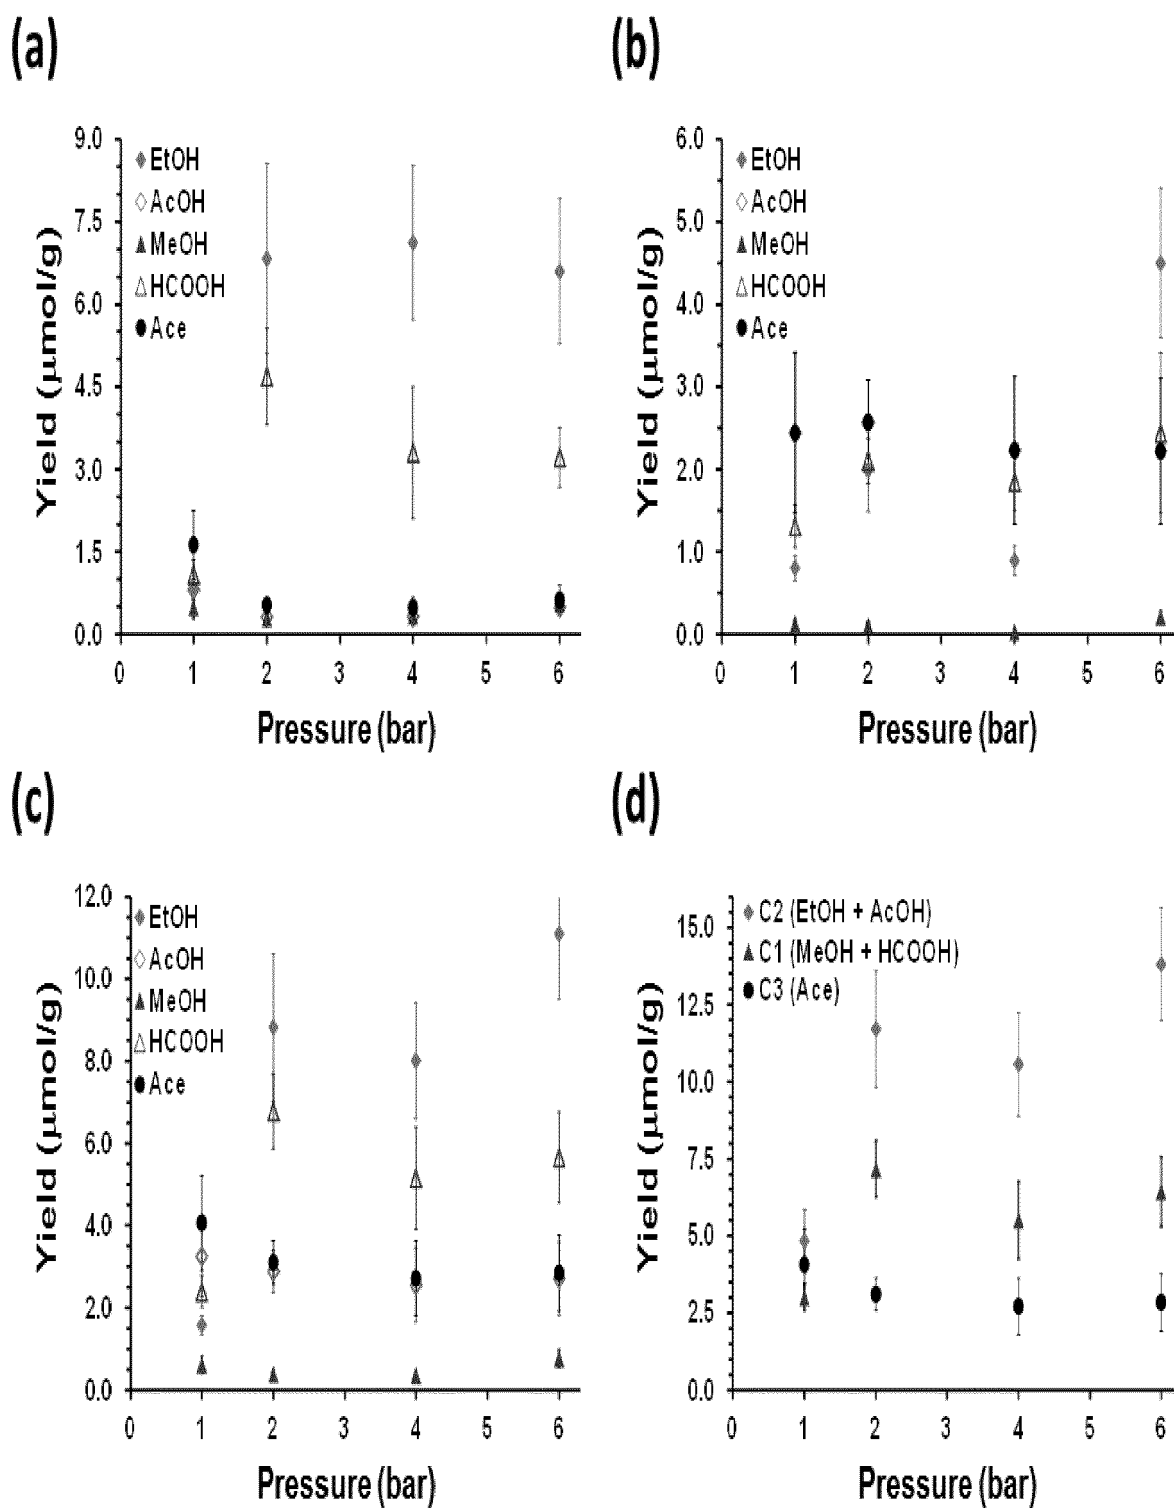 (a)
9.0
7.5
6.0
4.5
3.0
1.5
0.0
EtOH
AcOH
MeOH
HCOOH
Ace
Yield (µmol/g)
0 1 2 3 4 5 6
Pressure (bar)
(b)
6.0
5.0
4.0
3.0
2.0
1.0
0.0
EtOH
AcOH
MeOH
HCOOH
Ace
Yield (µmol/g)
0 1 2 3 4 5 6
Pressure (bar)
(c)
12.0
10.0
8.0
6.0
4.0
2.0
0.0
EtOH
AcOH
MeOH
HCOOH
Ace
Yield (µmol/g)
0 1 2 3 4 5 6
Pressure (bar)
(d)
15.0
12.5
10.0
7.5
5.0
2.5
0.0
C2 (EtOH + AcOH)
C1 (MeOH + HCOOH)
C3 (Ace)
Yield (µmol/g)
0 1 2 3 4 5 6
Pressure (bar)